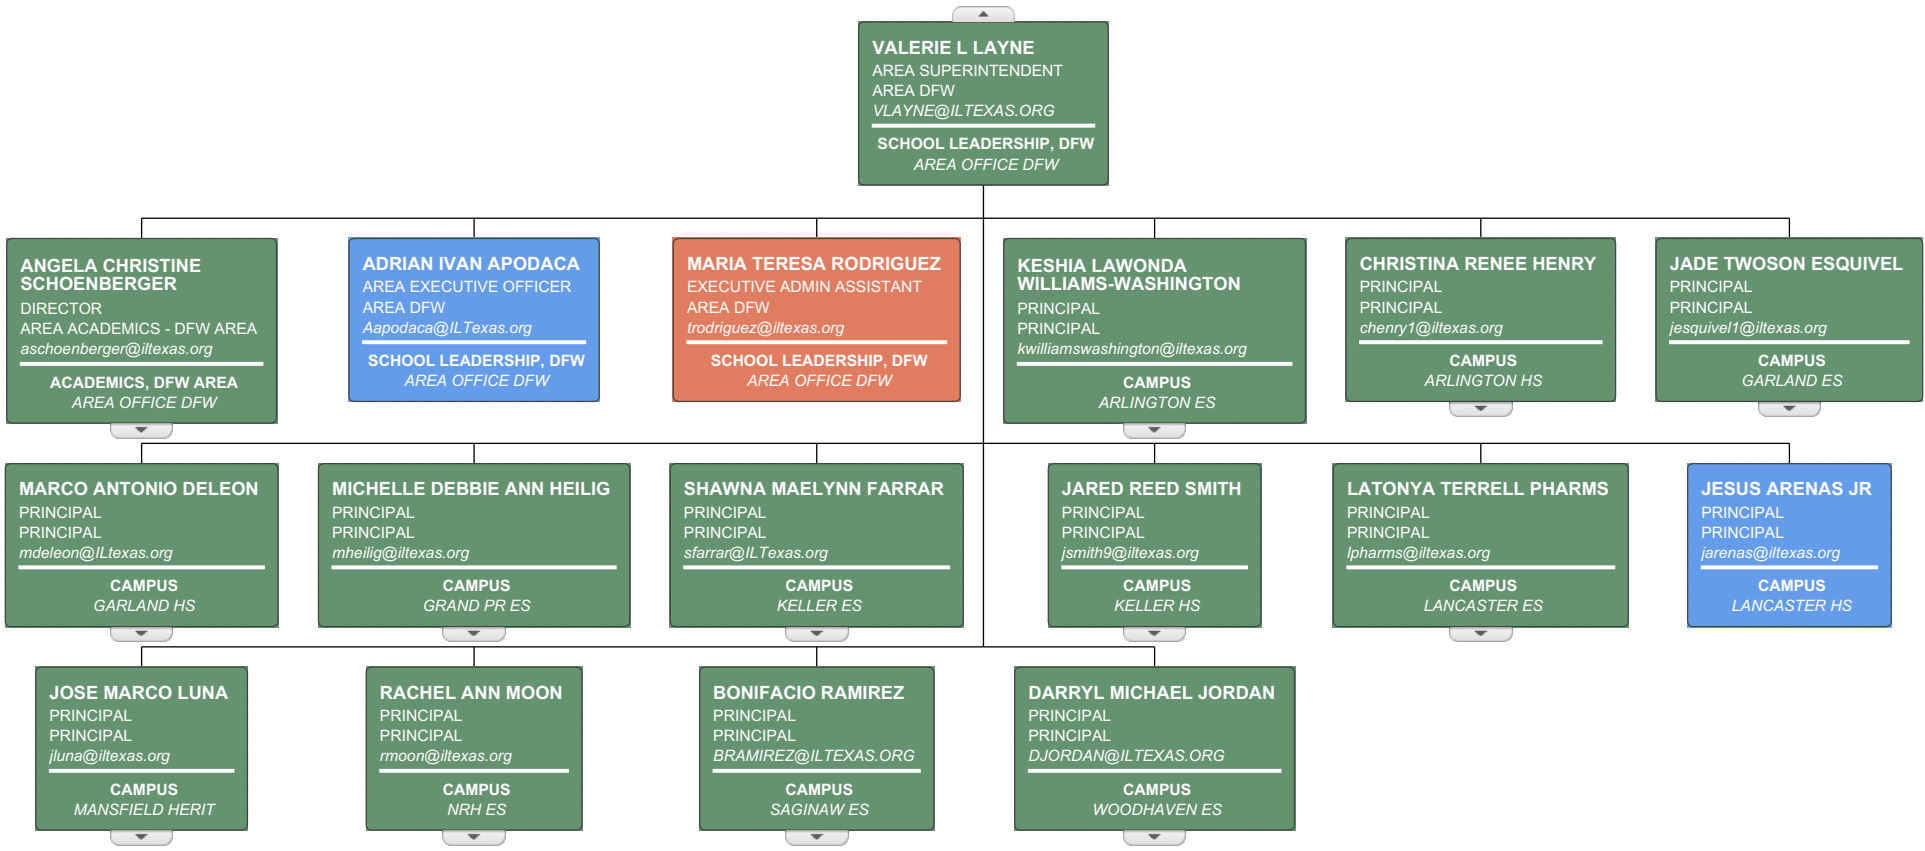 VALERIE L LAYNE
AREA SUPERINTENDENT
AREA DFW
VLAYNE@ILTEXAS.ORG
SCHOOL LEADERSHIP, DFW
AREA OFFICE DFW
ANGELA CHRISTINE
SCHOENBERGER
DIRECTOR
AREA ACADEMICS - DFW AREA
aschoenberger@iltexas.org
ACADEMICS, DFW AREA
AREA OFFICE DFW
ADRIAN IVAN APODACA
AREA EXECUTIVE OFFICER
AREA DFW
Aapodaca@ILTexas.org
SCHOOL LEADERSHIP, DFW
AREA OFFICE DFW
MARIA TERESA RODRIGUEZ
EXECUTIVE ADMIN ASSISTANT
AREA DFW
trodriguez@iltexas.org
SCHOOL LEADERSHIP, DFW
AREA OFFICE DFW
KESHIA LAWONDA
WILLIAMS-WASHINGTON
PRINCIPAL
PRINCIPAL
kwilliamswashington@iltexas.org
CAMPUS
ARLINGTON ES
CHRISTINA RENEE HENRY
PRINCIPAL
PRINCIPAL
chenry1@iltexas.org
CAMPUS
ARLINGTON HS
JADE TWOSON ESQUIVEL
PRINCIPAL
PRINCIPAL
jesquivel1@iltexas.org
CAMPUS
GARLAND ES
MARCO ANTONIO DELEON
PRINCIPAL
PRINCIPAL
mdeleon@ILtexas.org
CAMPUS
GARLAND HS
MICHELLE DEBBIE ANN HEILIG
PRINCIPAL
PRINCIPAL
mheilig@iltexas.org
CAMPUS
GRAND PR ES
SHAWNA MAELYNN FARRAR
PRINCIPAL
PRINCIPAL
sfarrar@ILTexas.org
CAMPUS
KELLER ES
JARED REED SMITH
PRINCIPAL
PRINCIPAL
jsmith9@iltexas.org
CAMPUS
KELLER HS
LATONYA TERRELL PHARMS
PRINCIPAL
PRINCIPAL
lpharms@iltexas.org
CAMPUS
LANCASTER ES
JESUS ARENAS JR
PRINCIPAL
PRINCIPAL
jarenas@iltexas.org
CAMPUS
LANCASTER HS
JOSE MARCO LUNA
PRINCIPAL
PRINCIPAL
jluna@iltexas.org
CAMPUS
MANSFIELD HERIT
RACHEL ANN MOON
PRINCIPAL
PRINCIPAL
rmoon@iltexas.org
CAMPUS
NRH ES
BONIFACIO RAMIREZ
PRINCIPAL
PRINCIPAL
BRAMIREZ@ILTEXAS.ORG
CAMPUS
SAGINAW ES
DARRYL MICHAEL JORDAN
PRINCIPAL
PRINCIPAL
DJORDAN@ILTEXAS.ORG
CAMPUS
WOODHAVEN ES